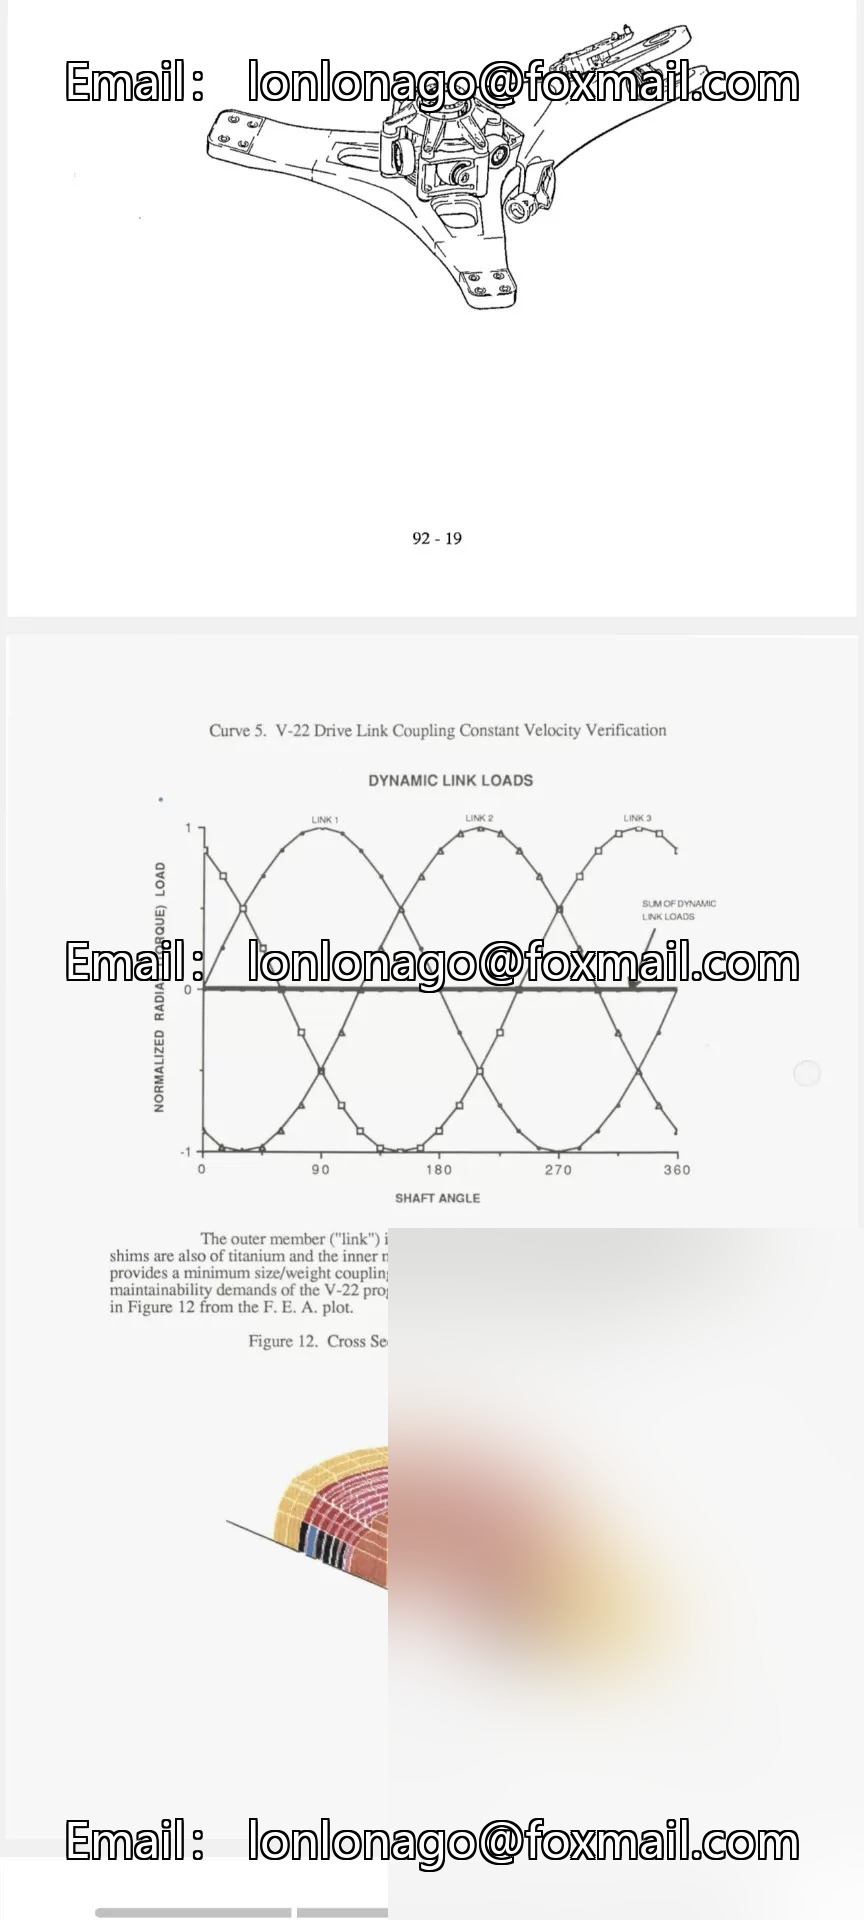 Email： lonlonago@foxmail.com
92 - 19
Curve 5. V-22 Drive Link Coupling Constant Velocity Verification
DYNAMIC LINK LOADS
LINK 1
LINK 2
LINK 3
1
NORMALIZED RADIAL (TORQUE) LOAD
SUM OF DYNAMIC
LINK LOADS
Email： lonlonago@foxmail.com
0
-1
0 90 180 270 360
SHAFT ANGLE
The outer member ("link")
shims are also of titanium and the inner
provides a minimum size/weight
maintainability demands of the V-22
in Figure 12 from the F. E. A. plot.
Figure 12. Cross
Email： lonlonago@foxmail.com